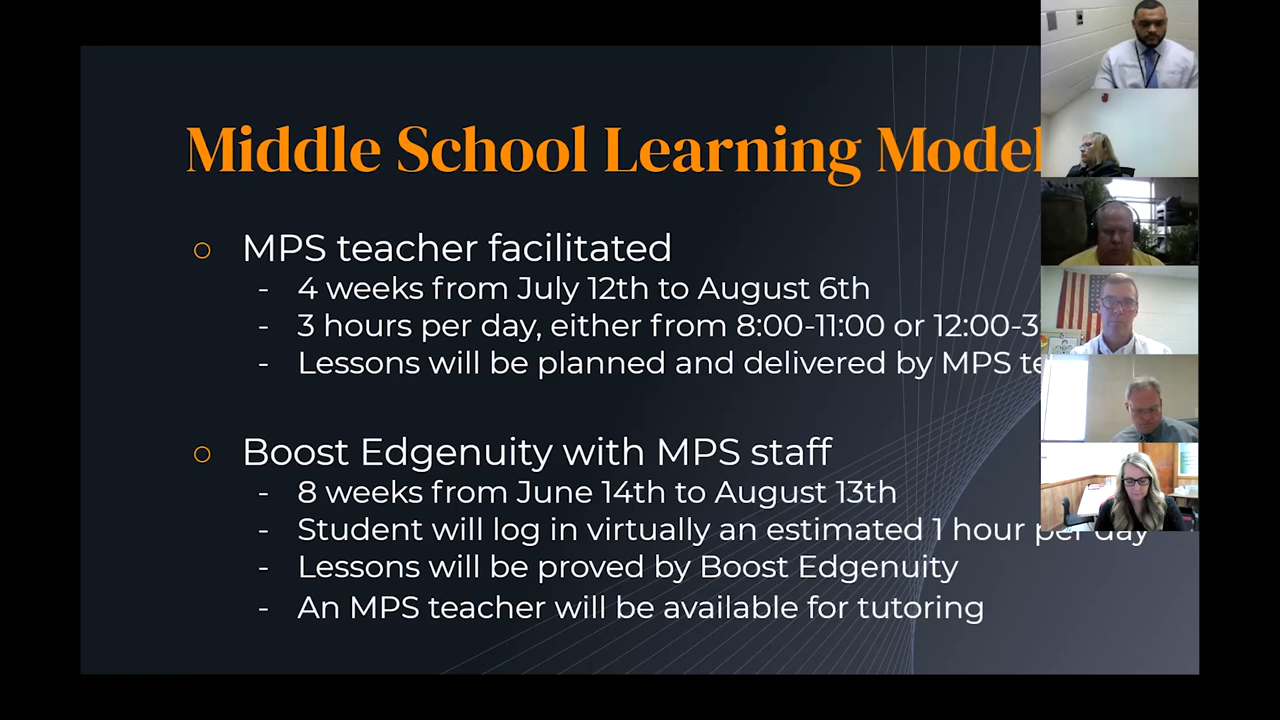 Middle School Learning Model
○ MPS teacher facilitated
- 4 weeks from July 12th to August 6th
- 3 hours per day, either from 8:00-11:00 or 12:00-3
- Lessons will be planned and delivered by MPS
○ Boost Edgenuity with MPS staff
- 8 weeks from June 14th to August 13th
- Student will log in virtually an estimated 1 hour per day
- Lessons will be proved by Boost Edgenuity
- An MPS teacher will be available for tutoring